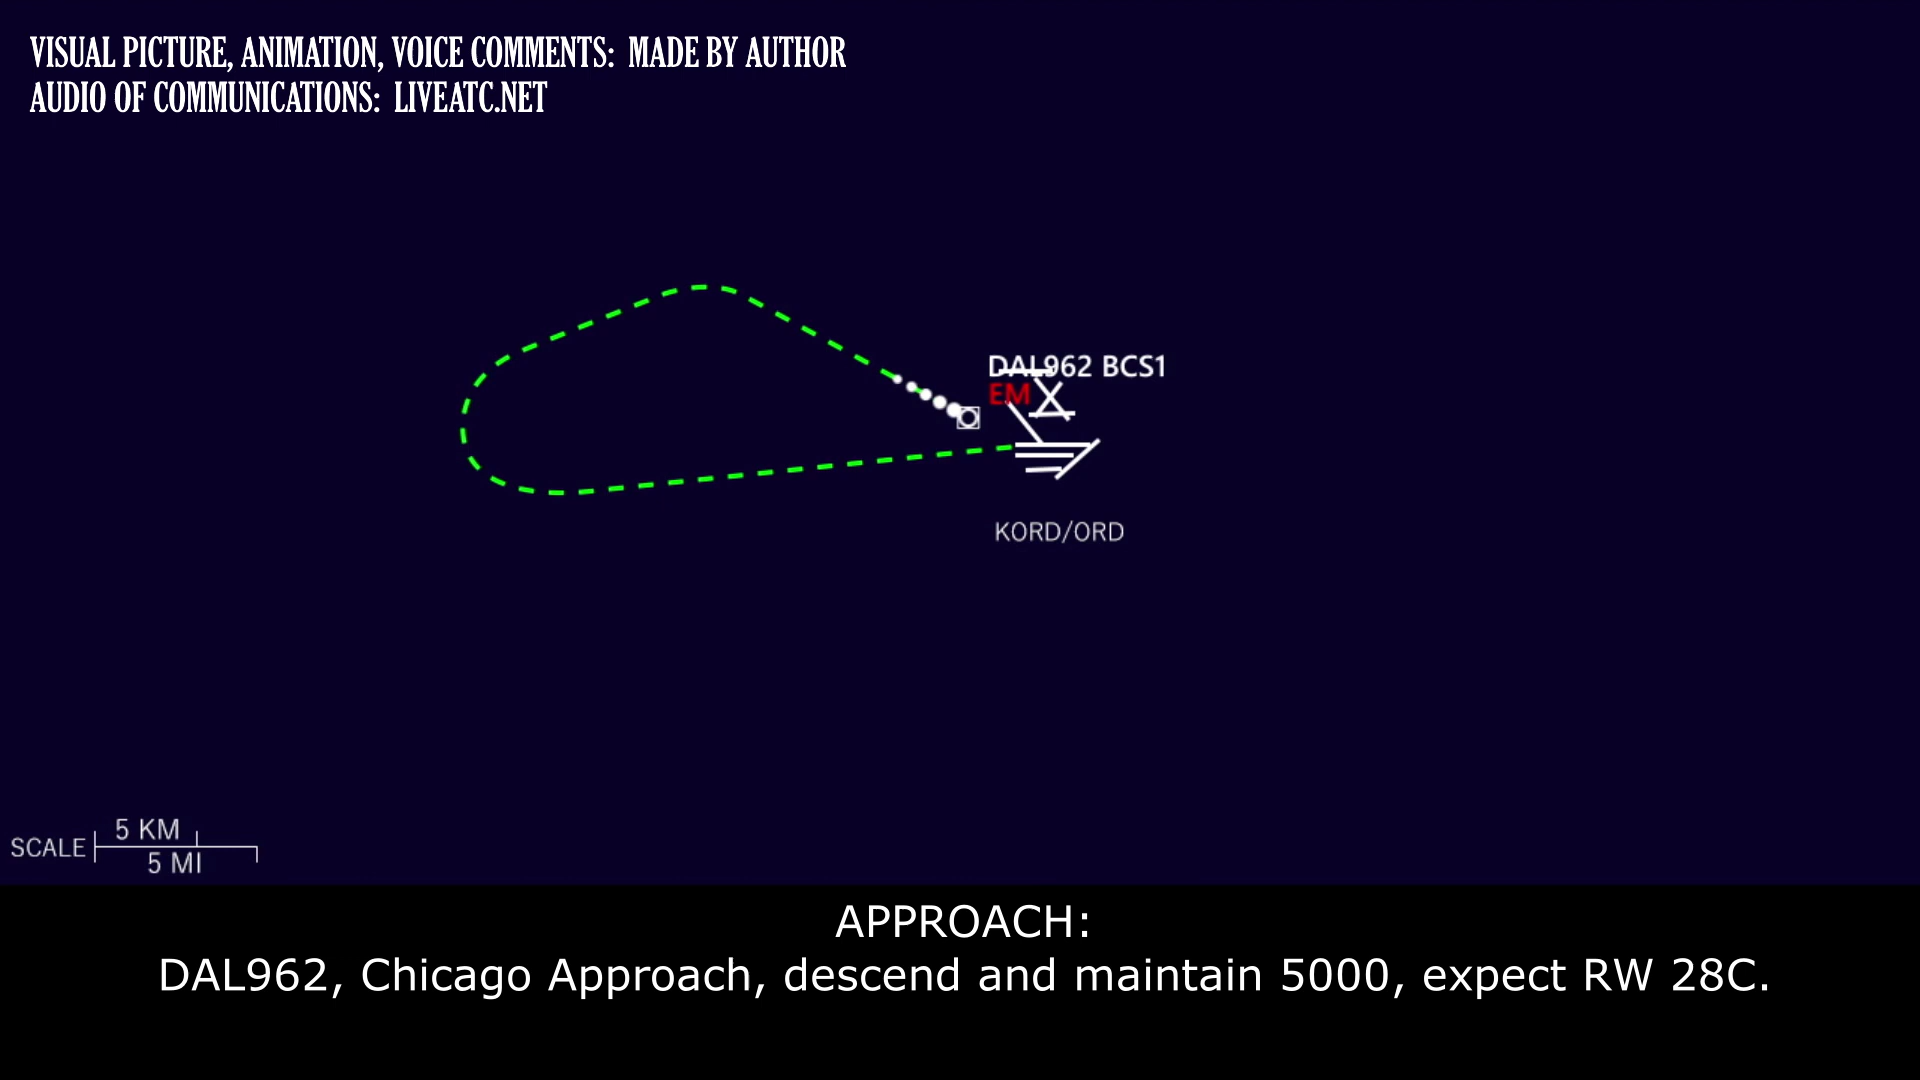 VISUAL PICTURE, ANIMATION, VOICE COMMENTS: MADE BY AUTHOR
AUDIO OF COMMUNICATIONS: LIVEATC.NET
DAL962 BCS1
EM
KORD/ORD
5 KM
SCALE
5 MI
APPROACH:
DAL962, Chicago Approach, descend and maintain 5000, expect RW 28C.